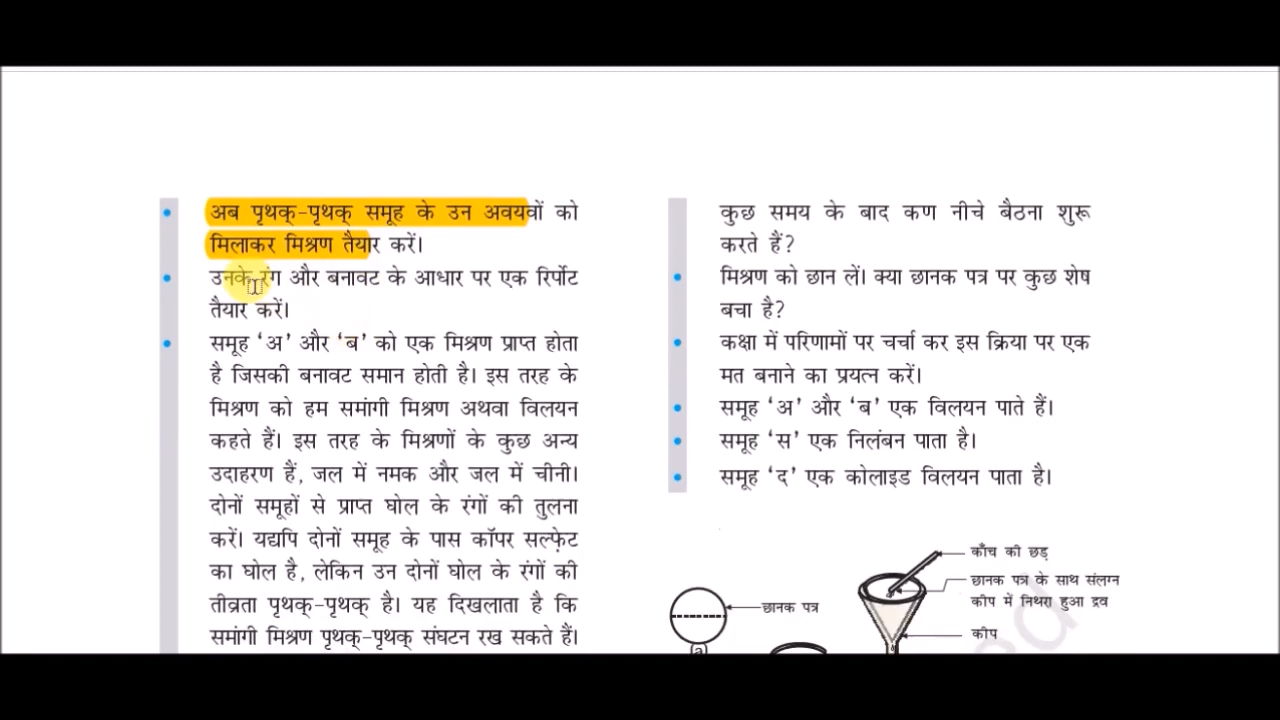 अब पृथक्-पृथक् समूह के उन अवयवों को
मिलाकर मिश्रण तैयार करें।
उनके रंग और बनावट के आधार पर एक रिर्पोट
तैयार करें।
समूह ‘अ’ और ‘ब’ को एक मिश्रण प्राप्त होता
है जिसकी बनावट समान होती है। इस तरह के
मिश्रण को हम समांगी मिश्रण अथवा विलयन
कहते हैं। इस तरह के मिश्रणों के कुछ अन्य
उदाहरण हैं, जल में नमक और जल में चीनी।
दोनों समूहों से प्राप्त घोल के रंगों की तुलना
करें। यद्यपि दोनों समूह के पास कॉपर सल्फ़ेट
का घोल है, लेकिन उन दोनों घोल के रंगों की
तीव्रता पृथक्-पृथक् है। यह दिखलाता है कि
समांगी मिश्रण पृथक्-पृथक् संघटन रख सकते हैं।
कुछ समय के बाद कण नीचे बैठना शुरू
करते हैं?
मिश्रण को छान लें। क्या छानक पत्र पर कुछ शेष
बचा है?
कक्षा में परिणामों पर चर्चा कर इस क्रिया पर एक
मत बनाने का प्रयत्न करें।
समूह ‘अ’ और ‘ब’ एक विलयन पाते हैं।
समूह ‘स’ एक निलंबन पाता है।
समूह ‘द’ एक कोलाइड विलयन पाता है।
काँच की छड़
छानक पत्र के साथ संलग्न
कीप में निथरा हुआ द्रव
छानक पत्र
कीप
a